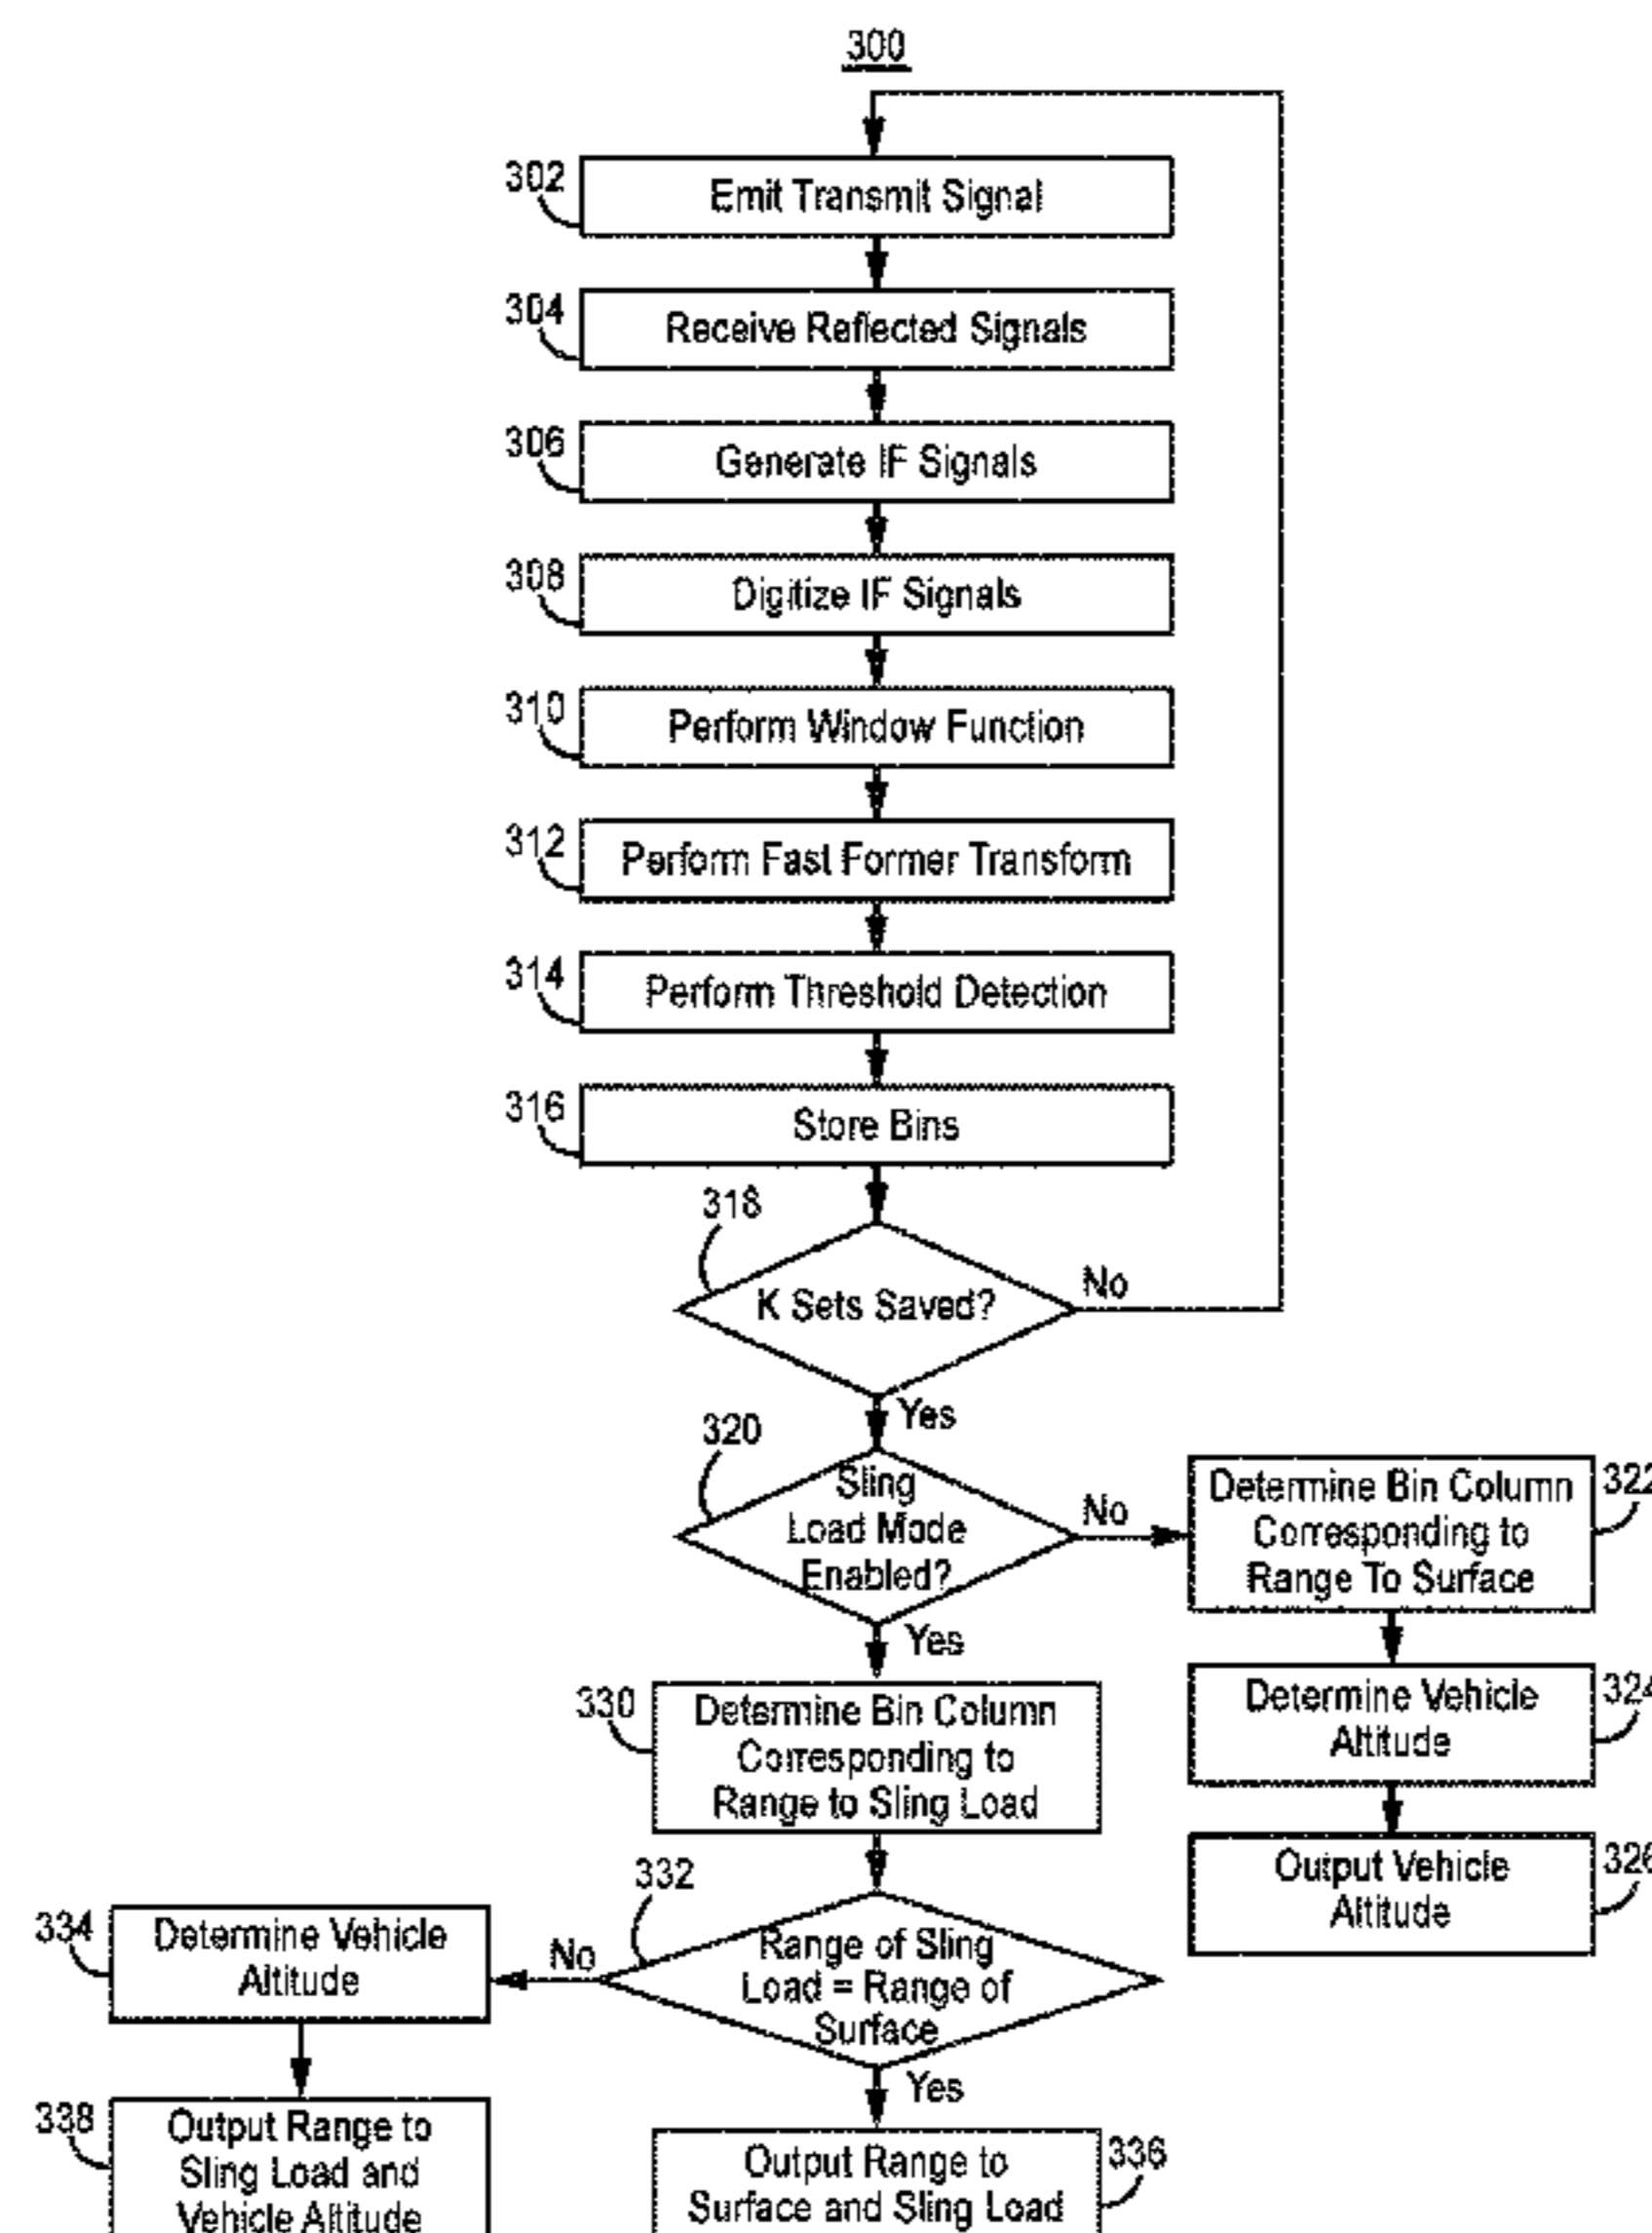 300
302
Emit Transmit Signal
304
Receive Reflected Signals
306
Generate IF Signals
308
Digitize IF Signals
310
Perform Window Function
312
Perform Fast Former Transform
314
Perform Threshold Detection
316
Store Bins
318
K Sets Saved?
No
Yes
320
Sling
Load Mode
Enabled?
No
Yes
322
Determine Bin Column
Corresponding to
Range To Surface
324
Determine Vehicle
Altitude
326
Output Vehicle
Altitude
330
Determine Bin Column
Corresponding to
Range to Sling Load
332
Range of Sling
Load = Range of
Surface
No
Yes
334
Determine Vehicle
Altitude
338
Output Range to
Sling Load and
Vehicle Altitude
336
Output Range to
Surface and Sling Load